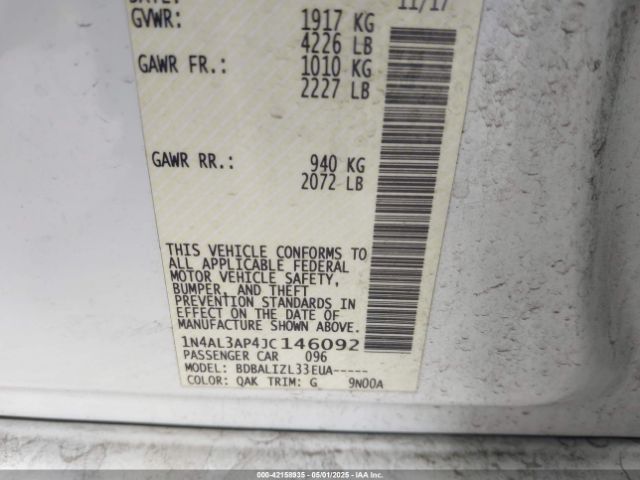 DATE: 11/17
GVWR: 1917 KG
4226 LB
GAWR FR.: 1010 KG
2227 LB
GAWR RR.: 940 KG
2072 LB
THIS VEHICLE CONFORMS TO
ALL APPLICABLE FEDERAL
MOTOR VEHICLE SAFETY,
BUMPER, AND THEFT
PREVENTION STANDARDS IN
EFFECT ON THE DATE OF
MANUFACTURE SHOWN ABOVE.
1N4AL3AP4JC146092
PASSENGER CAR 096
MODEL: BDBALIZL33EUA-----
COLOR: QAK TRIM: G 9N00A
000-42158935 - 05/01/2025 - IAA Inc.